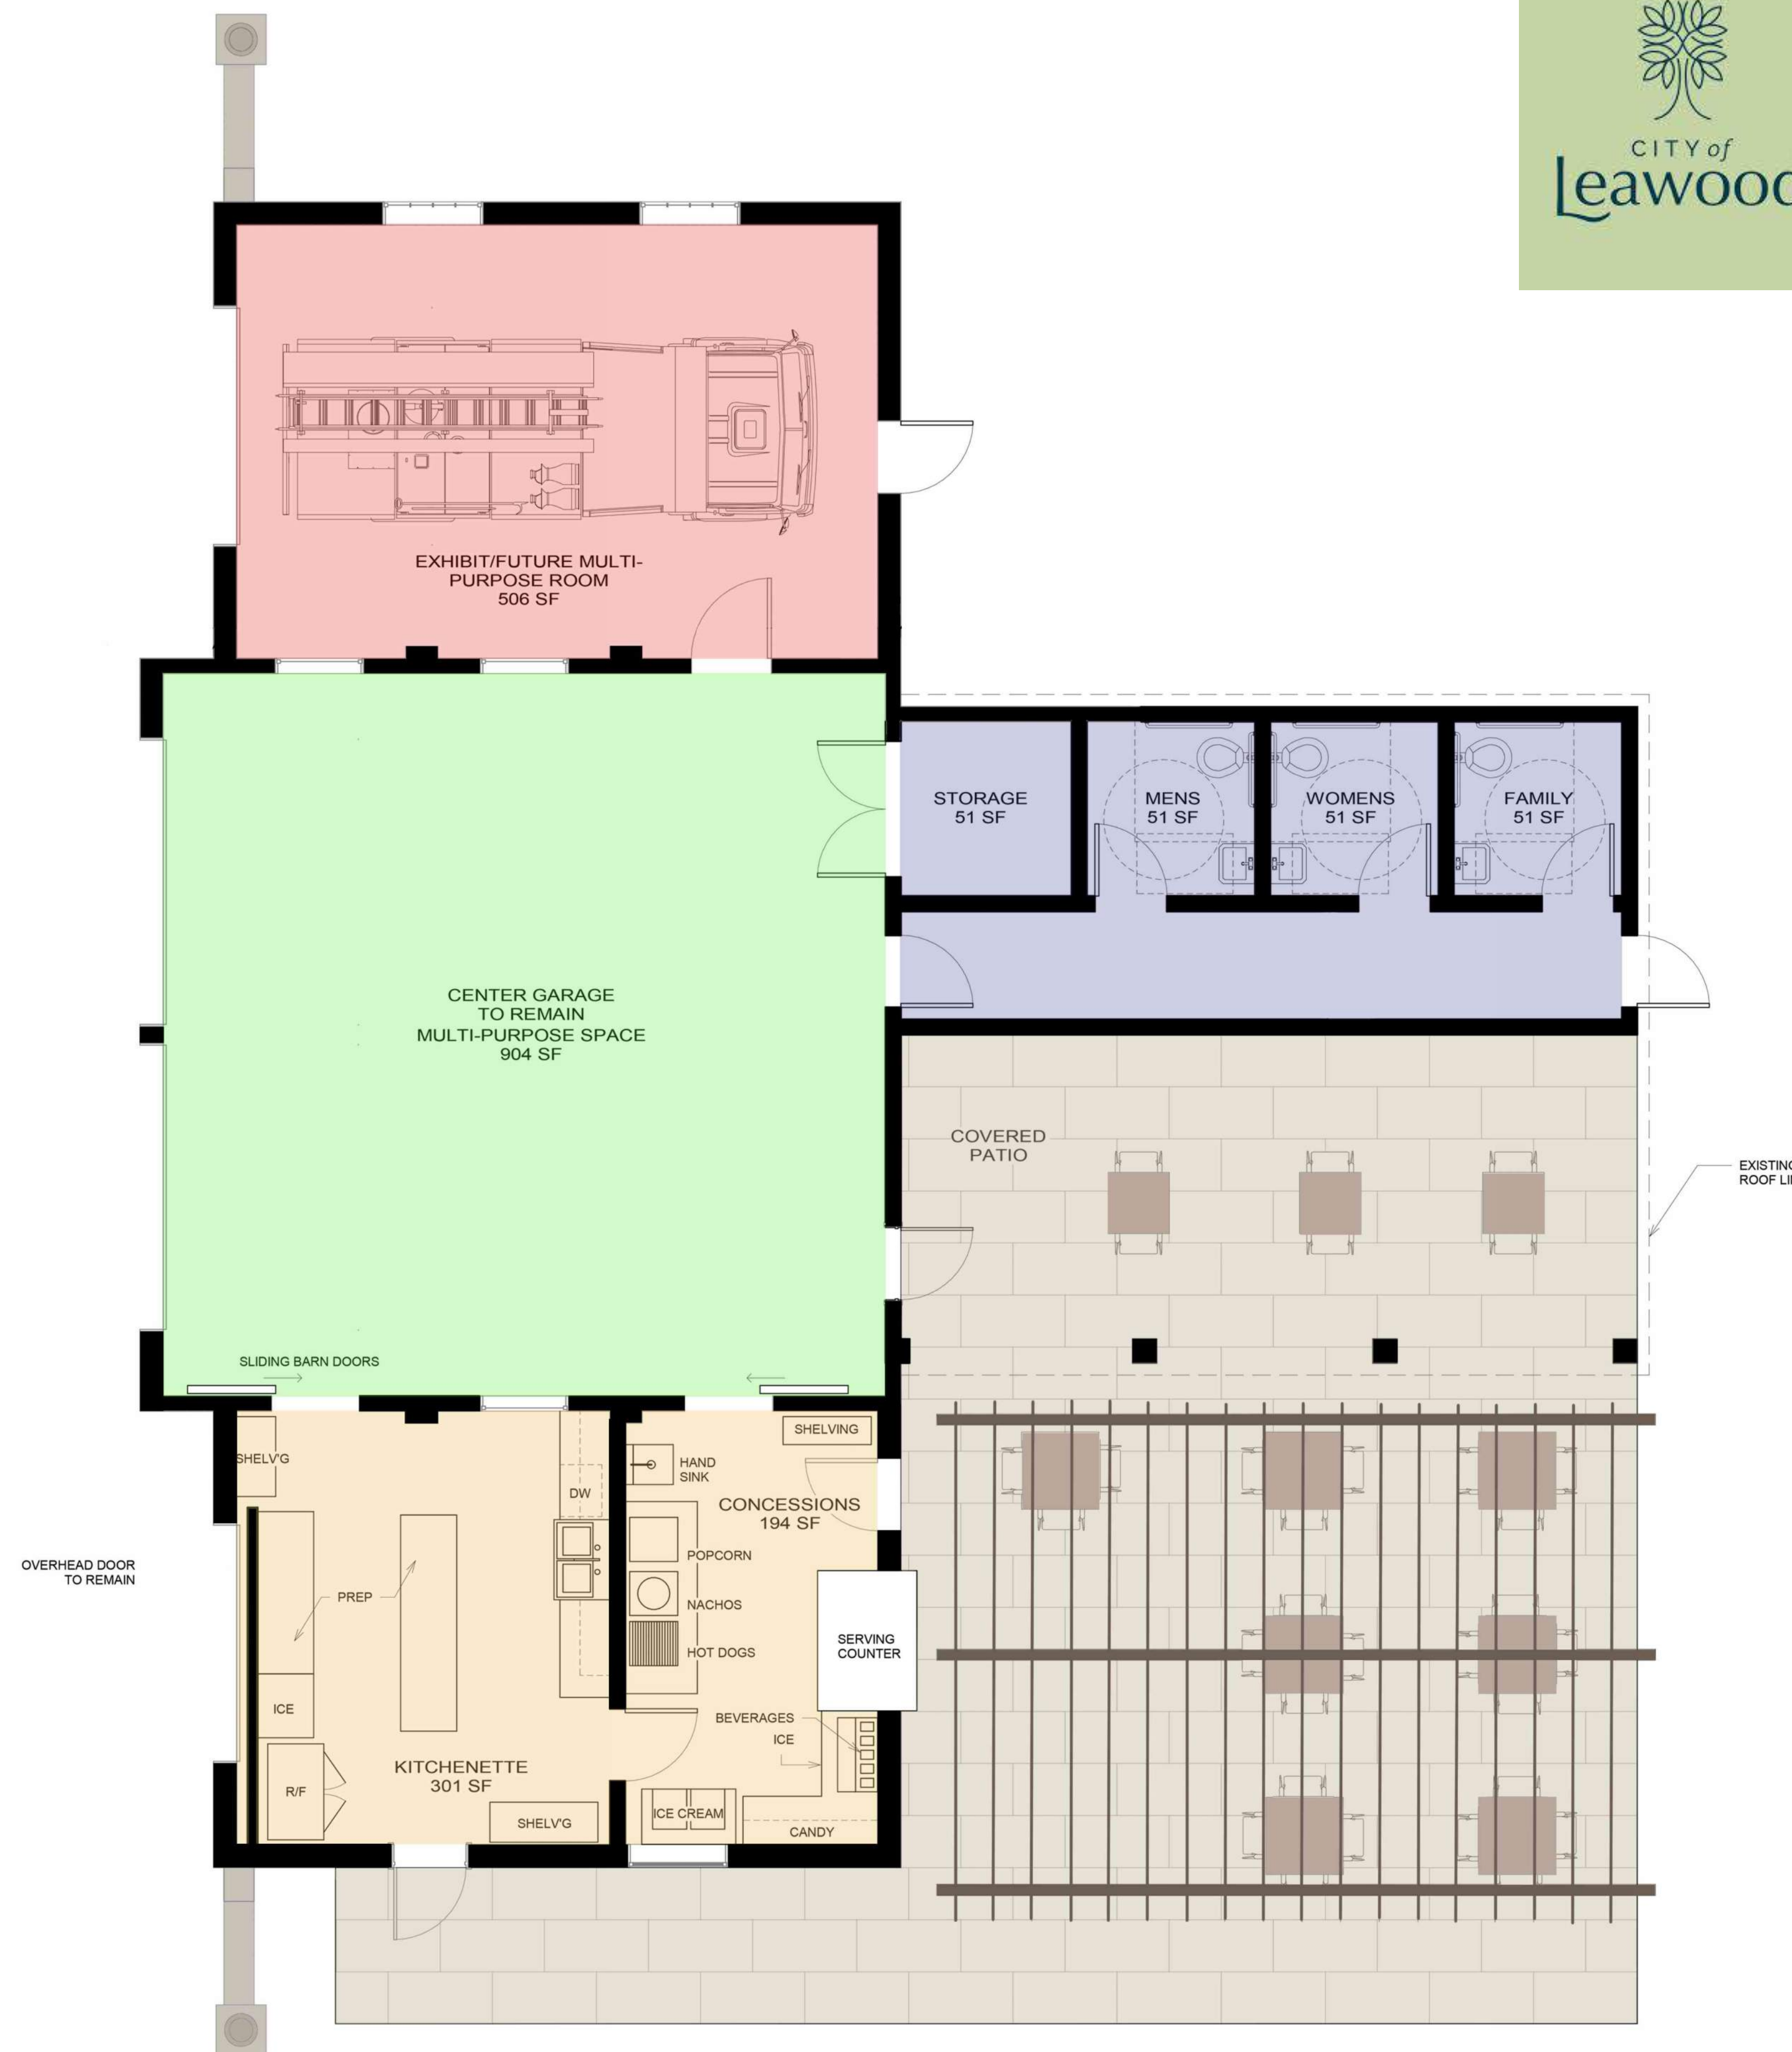 CITY of
Leawood
EXHIBIT/FUTURE MULTI-
PURPOSE ROOM
506 SF
STORAGE
51 SF
MENS
51 SF
WOMENS
51 SF
FAMILY
51 SF
CENTER GARAGE
TO REMAIN
MULTI-PURPOSE SPACE
904 SF
COVERED
PATIO
EXISTING
ROOF LI
SLIDING BARN DOORS
SHELV'G
DW
HAND
SINK
SHELVING
CONCESSIONS
194 SF
OVERHEAD DOOR
TO REMAIN
PREP
POPCORN
NACHOS
HOT DOGS
SERVING
COUNTER
ICE
BEVERAGES
ICE
KITCHENETTE
301 SF
R/F
SHELV'G
ICE CREAM
CANDY